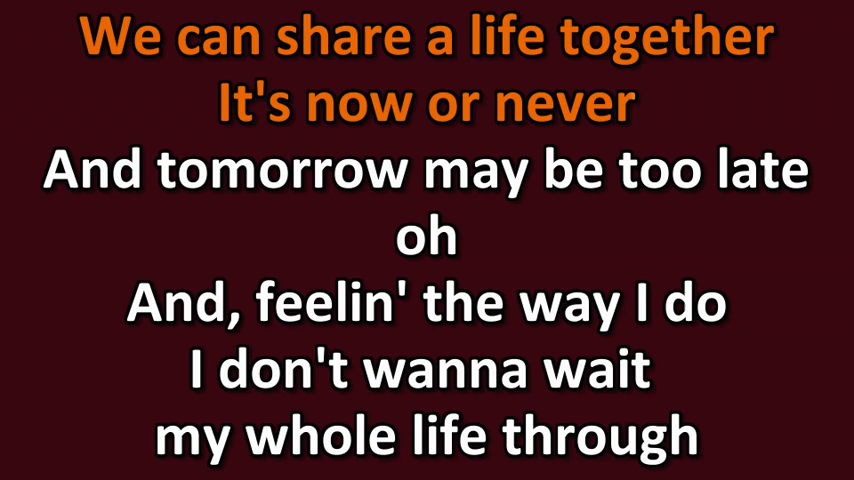 We can share a life together
It's now or never
And tomorrow may be too late
oh
And, feelin' the way I do
I don't wanna wait
my whole life through